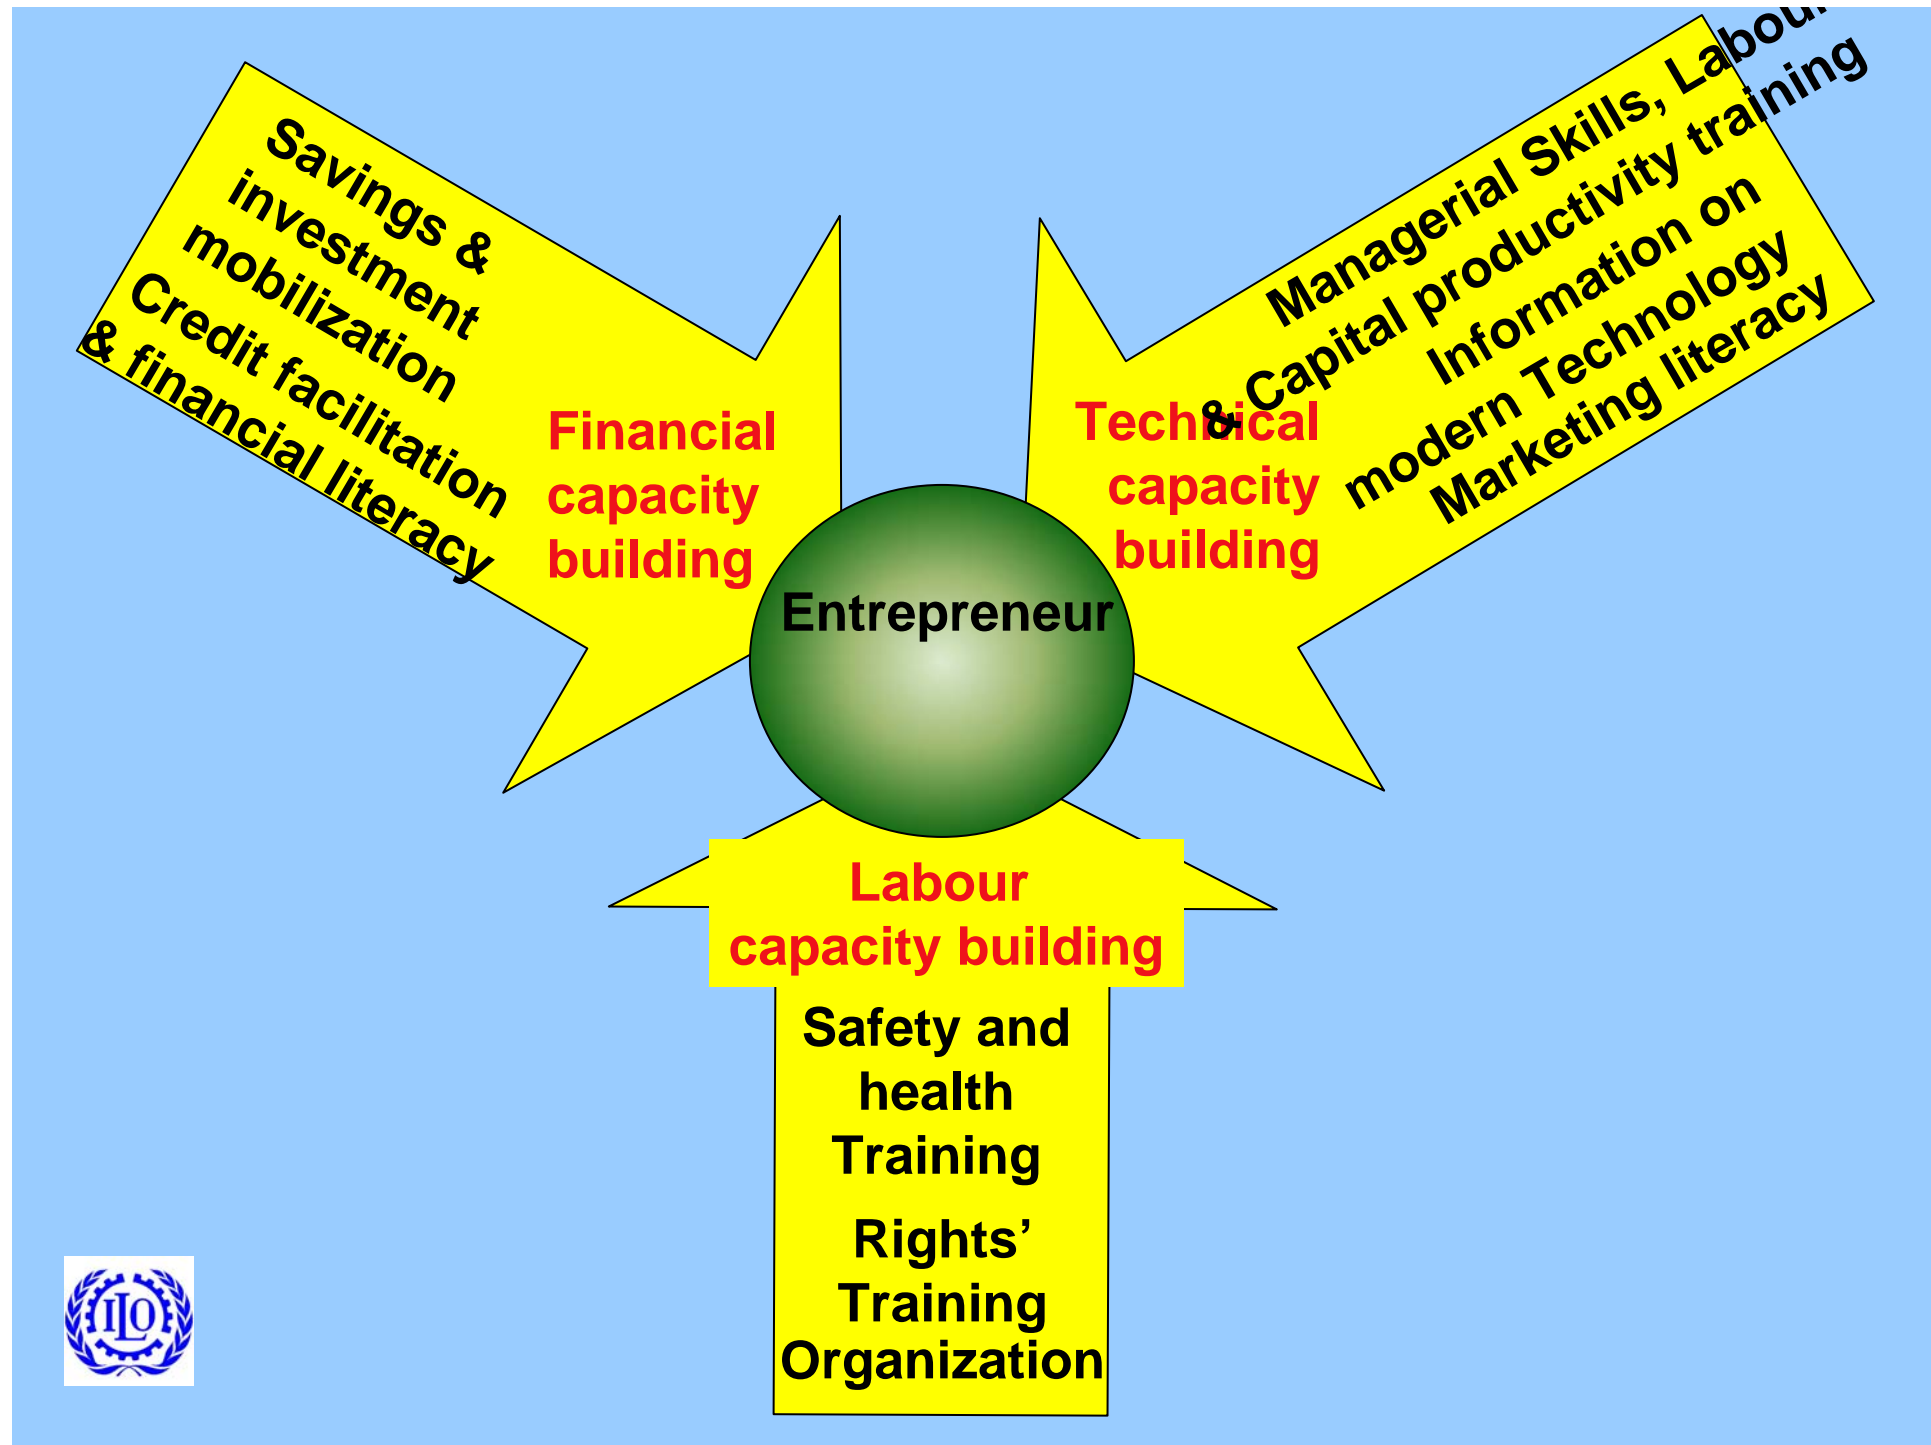 Savings &
investment
mobilization
Credit facilitation
& financial literacy
Financial
capacity
building
Managerial Skills, Labour
& Capital productivity training
Information on
modern Technology
Marketing literacy
Technical
capacity
building
Entrepreneur
Labour
capacity building
Safety and
health
Training
Rights’
Training
Organization
ILO